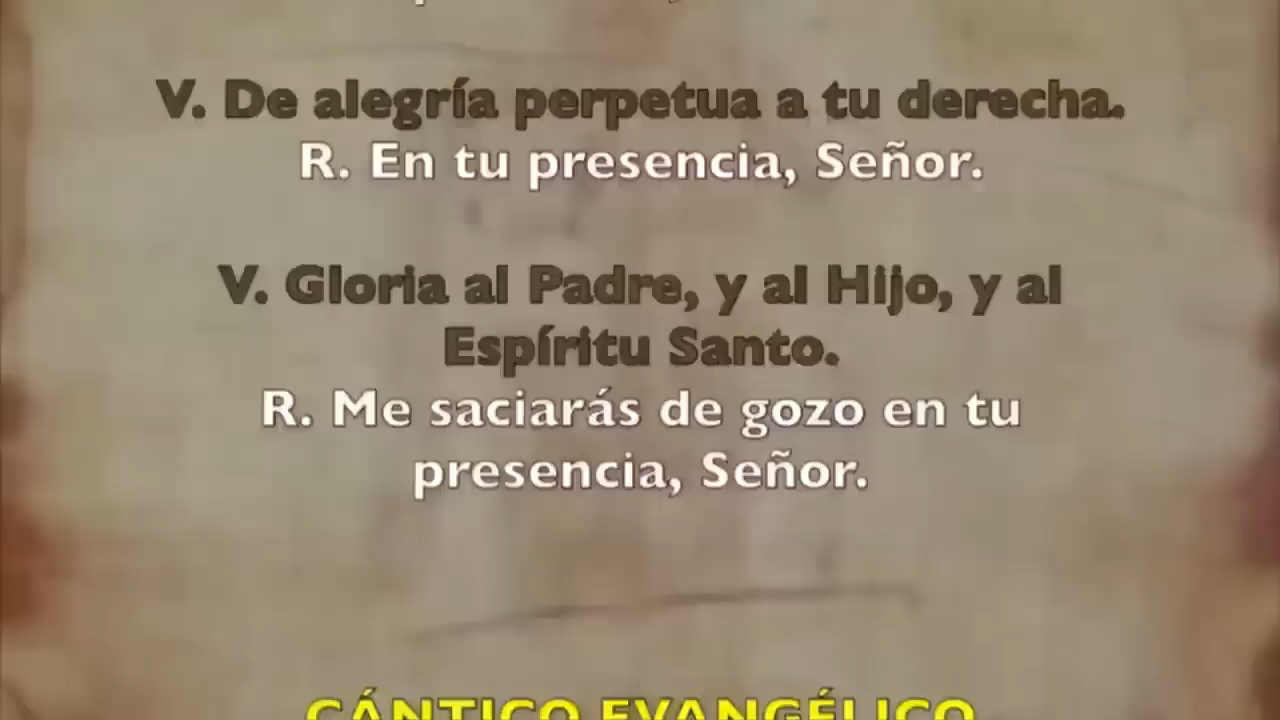 V. De alegría perpetua a tu derecha.
R. En tu presencia, Señor.
V. Gloria al Padre, y al Hijo, y al
Espíritu Santo.
R. Me saciarás de gozo en tu
presencia, Señor.
CÁNTICO EVANGÉLICO